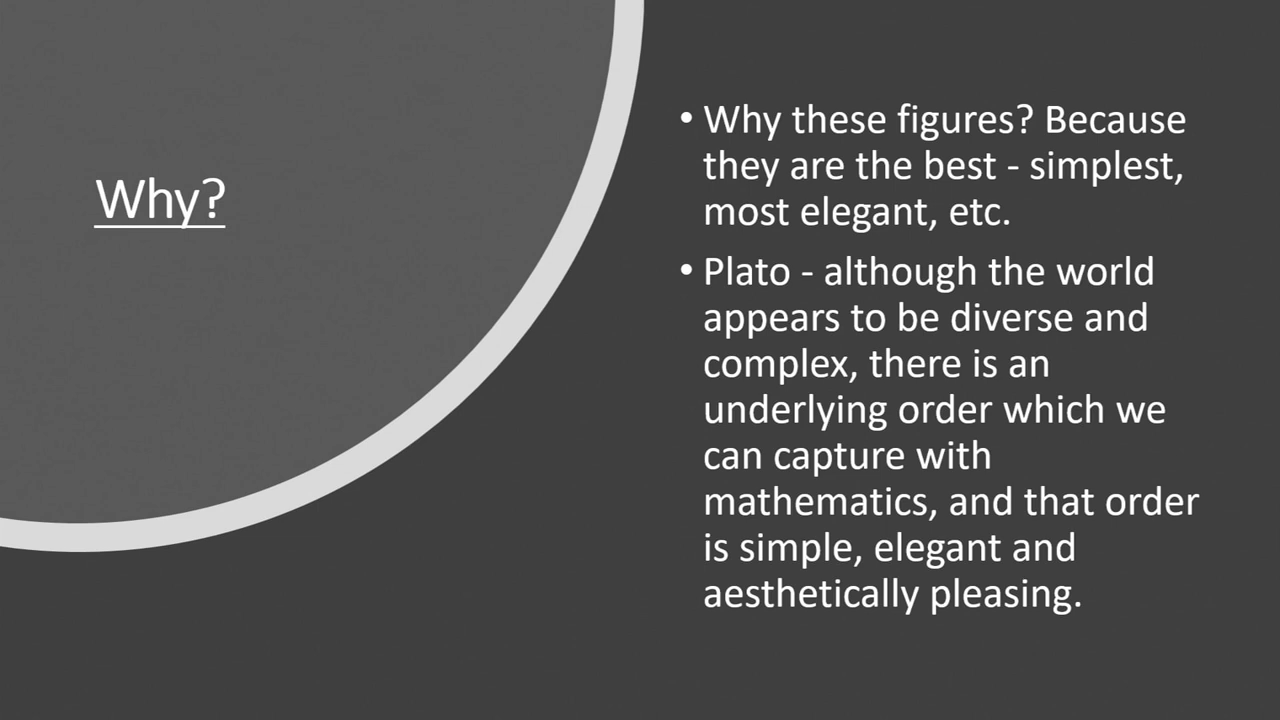 Why?
• Why these figures? Because
they are the best - simplest,
most elegant, etc.
• Plato - although the world
appears to be diverse and
complex, there is an
underlying order which we
can capture with
mathematics, and that order
is simple, elegant and
aesthetically pleasing.